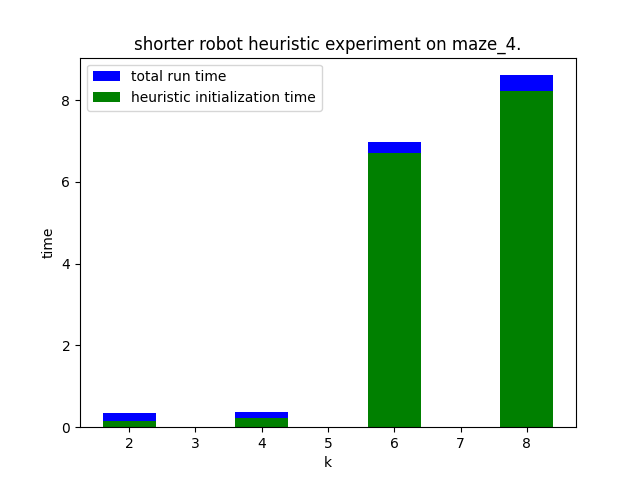 shorter robot heuristic experiment on maze_4.
total run time
heuristic initialization time
8
6
4
2
0
time
2 3 4 5 6 7 8
k